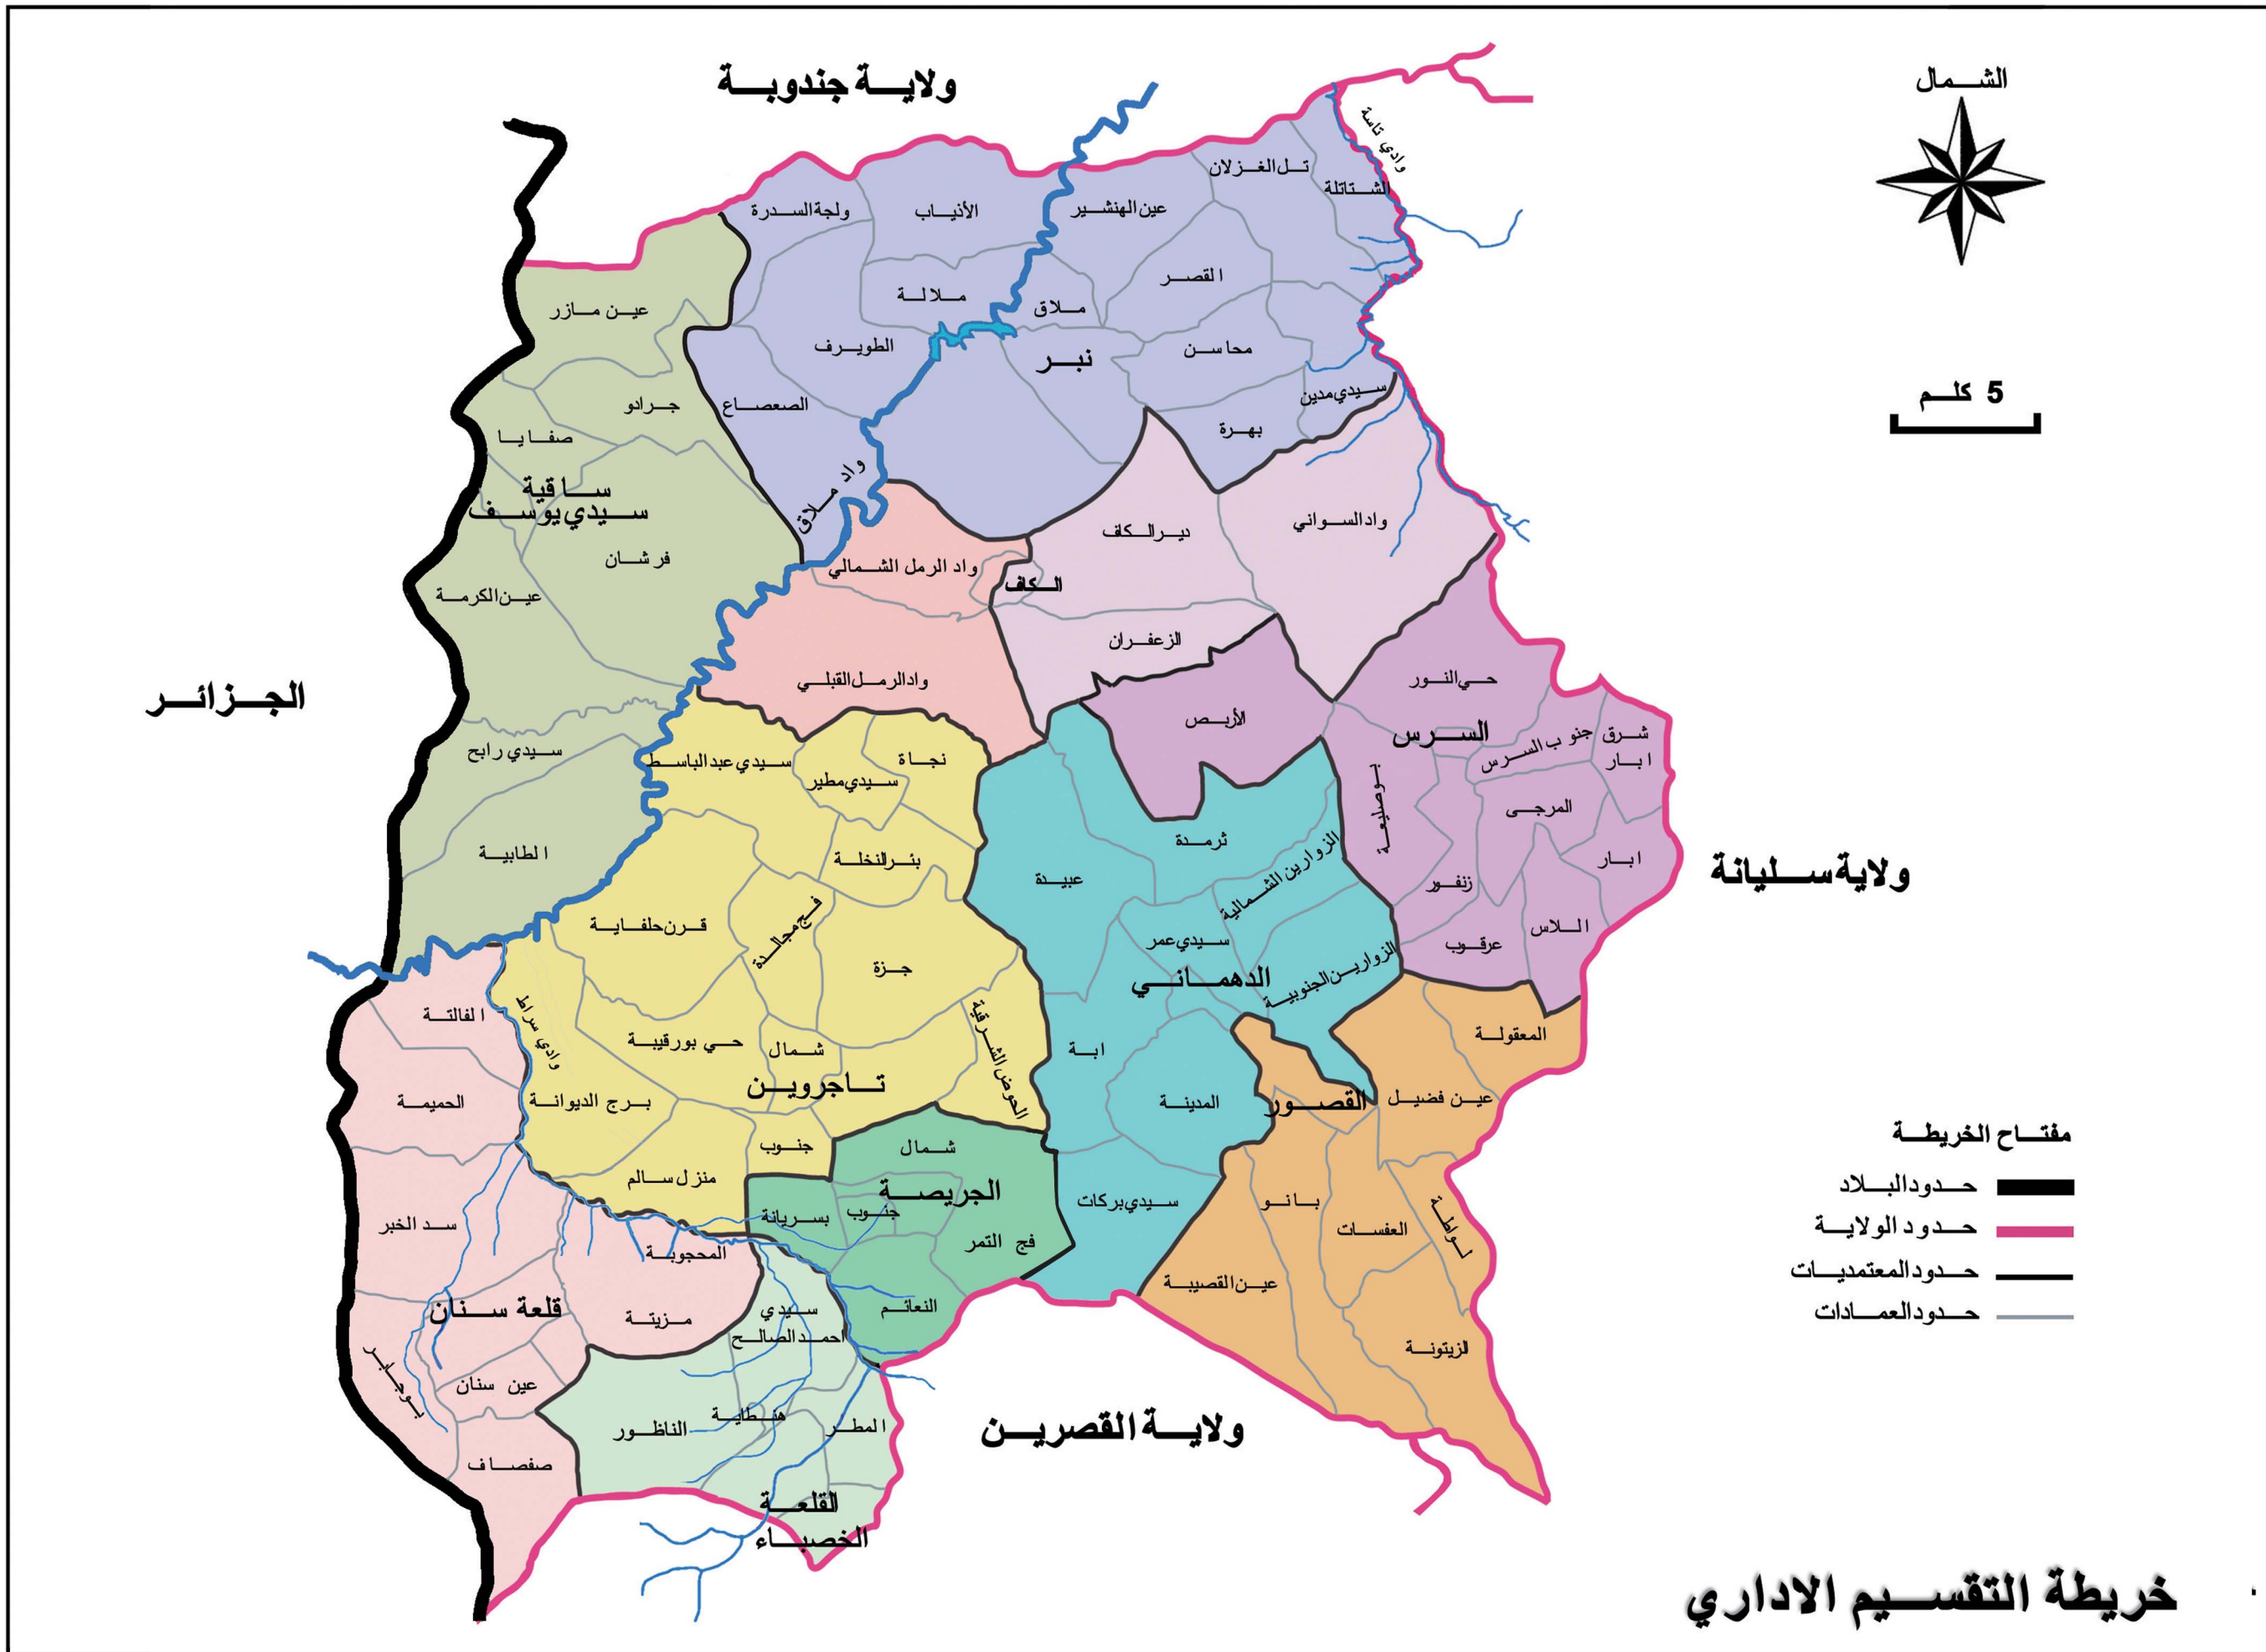 ولاية جندوبة
الشمال
وادي تاسة
تل الغزلان
الشتاتلة
ولجة السدرة
الأنياب
عين الهنشير
القصر
ملالة
ملاق
عين مازر
الطويرف
نبر
محاسن
5 كلم
جرادو
الصعصاع
سيدي مدين
صفايا
بهرة
ساقية
سيدي يوسف
واد ملاق
دير الكاف
واد السواني
فرشان
واد الرمل الشمالي
الكاف
عين الكرمة
الزعفران
واد الرمل القبلي
حي النور
الجزائر
الأربص
السرس
جنوب السرس
شرق
ابار
سيدي رابح
سيدي عبد الباسط
نجاة
سيدي مطير
بوصليعة
المرجى
ثرمدة
الطابية
بئر النخلة
عبيدة
الزوارين الشمالية
زنفور
ابار
ولاية سليانة
قرن حلفاية
فج مجالدة
سيدي عمر
عرقوب
اللاس
جزة
الدهماني
الزوارين الجنوبية
الفالتة
وادي سراط
حي بورقيبة
شمال
الحوض الشرقية
ابة
المعقولة
تاجروين
الحميمة
برج الديوانة
المدينة
القصور
عين فضيل
جنوب
شمال
مفتاح الخريطة
منزل سالم
الجريصة
حدود البلاد
سد الخبر
بسريانة
جنوب
سيدي بركات
بانو
العفسات
لواطة
حدود الولاية
المحجوبة
فج التمر
حدود المعتمديات
عين القصيبة
قلعة سنان
مزيتة
سيدي
احمد الصالح
النعائم
حدود العمادات
الزيتونة
بوجابر
عين سنان
الناظور
هنطاية
المطر
ولاية القصرين
صفصاف
القلعة
الخصباء
خريطة التقسيم الاداري